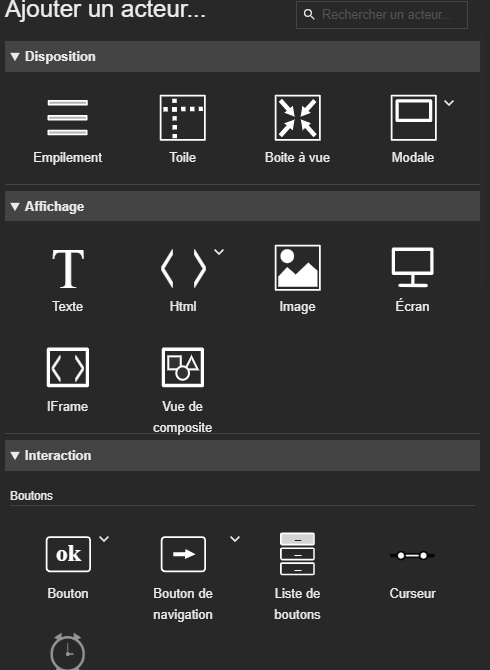 Ajouter un acteur...
Rechercher un acteur...
Disposition
Empilement
Toile
Boite à vue
Modale
Affichage
Texte
Html
Image
Écran
IFrame
Vue de
composite
Interaction
Boutons
ok
Bouton
Bouton de
navigation
Liste de
boutons
Curseur